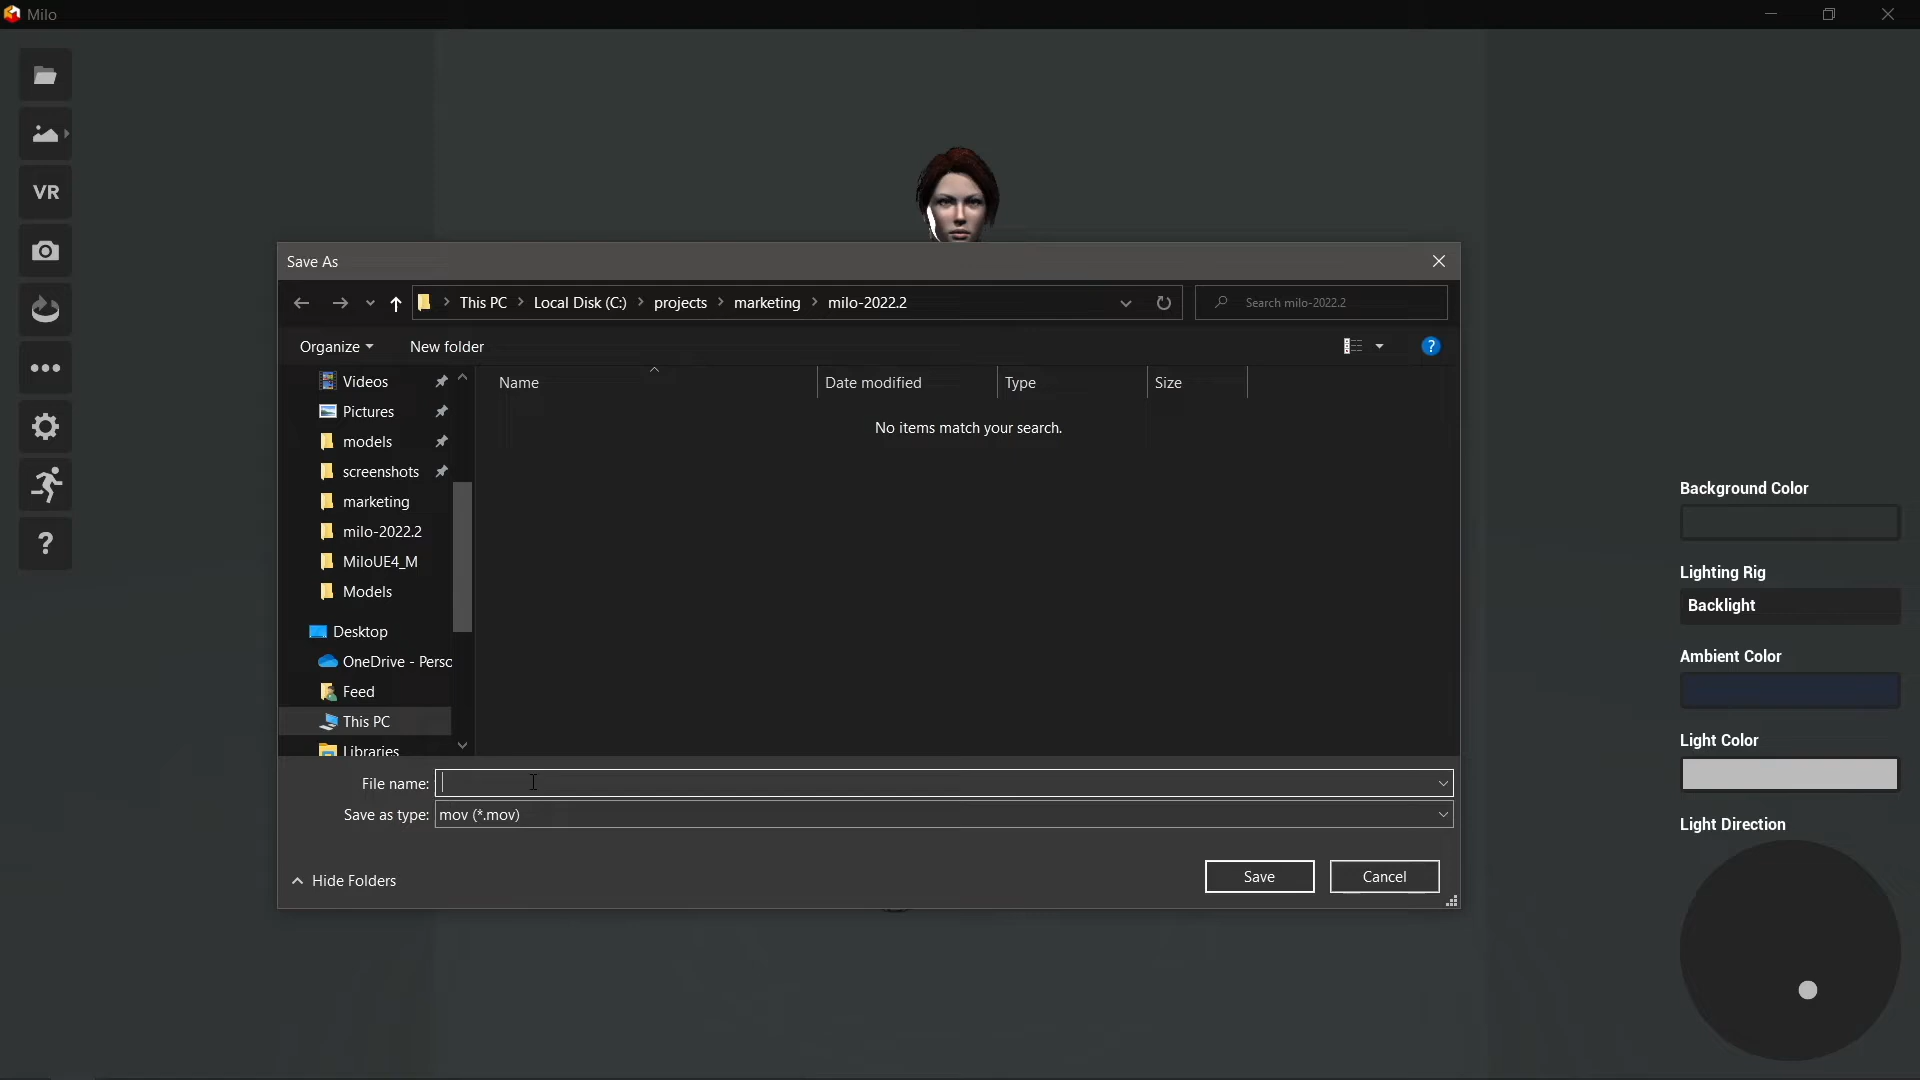 Milo
VR
?
Save As
This PC
Local Disk (C:)
projects
marketing
milo-2022.2
Search milo-2022.2
Organize
New folder
?
Videos
Pictures
models
screenshots
marketing
milo-2022.2
MiloUE4_M
Models
Desktop
OneDrive - Perso
Feed
This PC
Libraries
Name
Date modified
Type
Size
No items match your search.
File name:
Save as type:
mov (*.mov)
Hide Folders
Save
Cancel
Background Color
Lighting Rig
Backlight
Ambient Color
Light Color
Light Direction